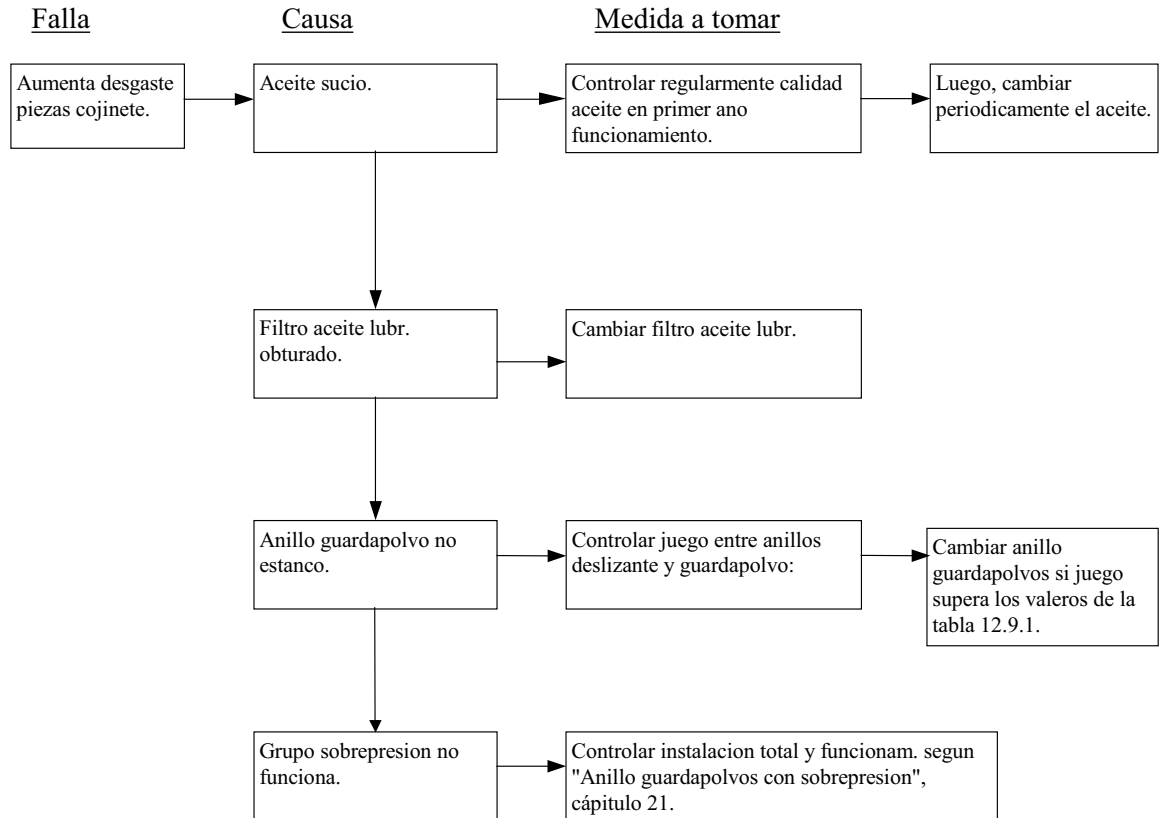 Falla
Causa
Medida a tomar
Aumenta desgaste
piezas cojinete.
Aceite sucio.
Controlar regularmente calidad
aceite en primer ano
funcionamiento.
Luego, cambiar
periodicamente el aceite.
Filtro aceite lubr.
obturado.
Cambiar filtro aceite lubr.
Anillo guardapolvo no
estanco.
Controlar juego entre anillos
deslizante y guardapolvo:
Cambiar anillo
guardapolvos si juego
supera los valeros de la
tabla 12.9.1.
Grupo sobrepresion no
funciona.
Controlar instalacion total y funcionam. segun
"Anillo guardapolvos con sobrepresion",
cápitulo 21.